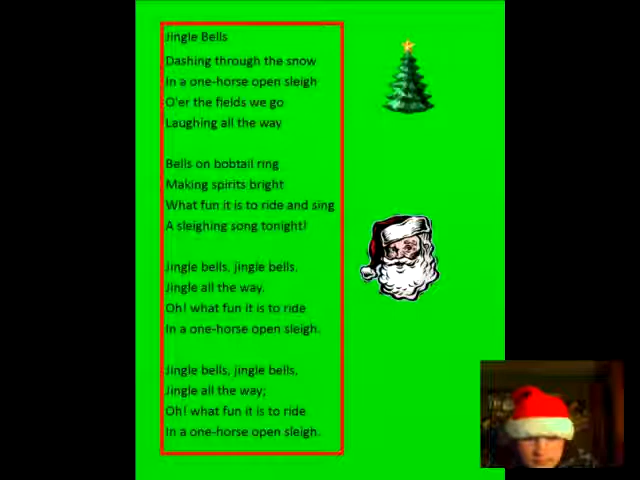 Jingle Bells
Dashing through the snow
In a one-horse open sleigh
O'er the fields we go
Laughing all the way
Bells on bobtail ring
Making spirits bright
What fun it is to ride and sing
A sleighing song tonight!
Jingle bells, jingle bells,
Jingle all the way.
Oh! what fun it is to ride
In a one-horse open sleigh.
Jingle bells, jingle bells,
Jingle all the way;
Oh! what fun it is to ride
In a one-horse open sleigh.